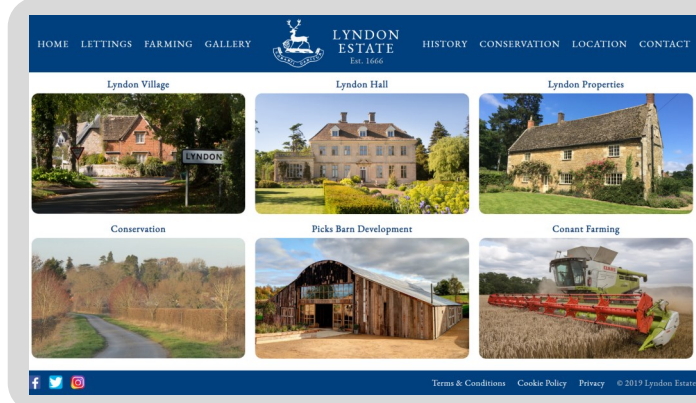 HOME LETTINGS FARMING GALLERY
LYNDON
ESTATE
Est. 1666
HISTORY CONSERVATION LOCATION CONTACT
Lyndon Village
Lyndon Hall
Lyndon Properties
LYNDON
Conservation
Picks Barn Development
Conant Farming
CLAAS
Terms & Conditions Cookie Policy Privacy © 2019 Lyndon Estate